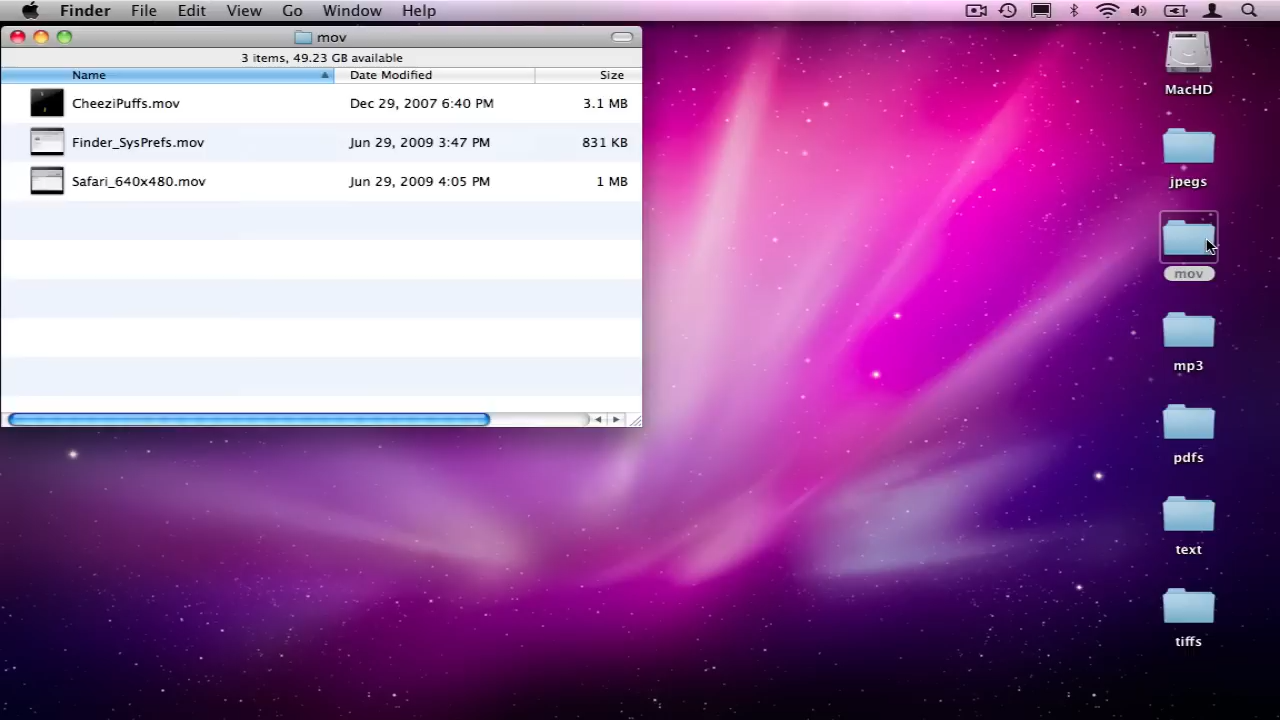 Finder File Edit View Go Window Help
mov
3 items, 49.23 GB available
Name Date Modified Size
CheeziPuffs.mov Dec 29, 2007 6:40 PM 3.1 MB
Finder_SysPrefs.mov Jun 29, 2009 3:47 PM 831 KB
Safari_640x480.mov Jun 29, 2009 4:05 PM 1 MB
MacHD
jpegs
mov
mp3
pdfs
text
tiffs